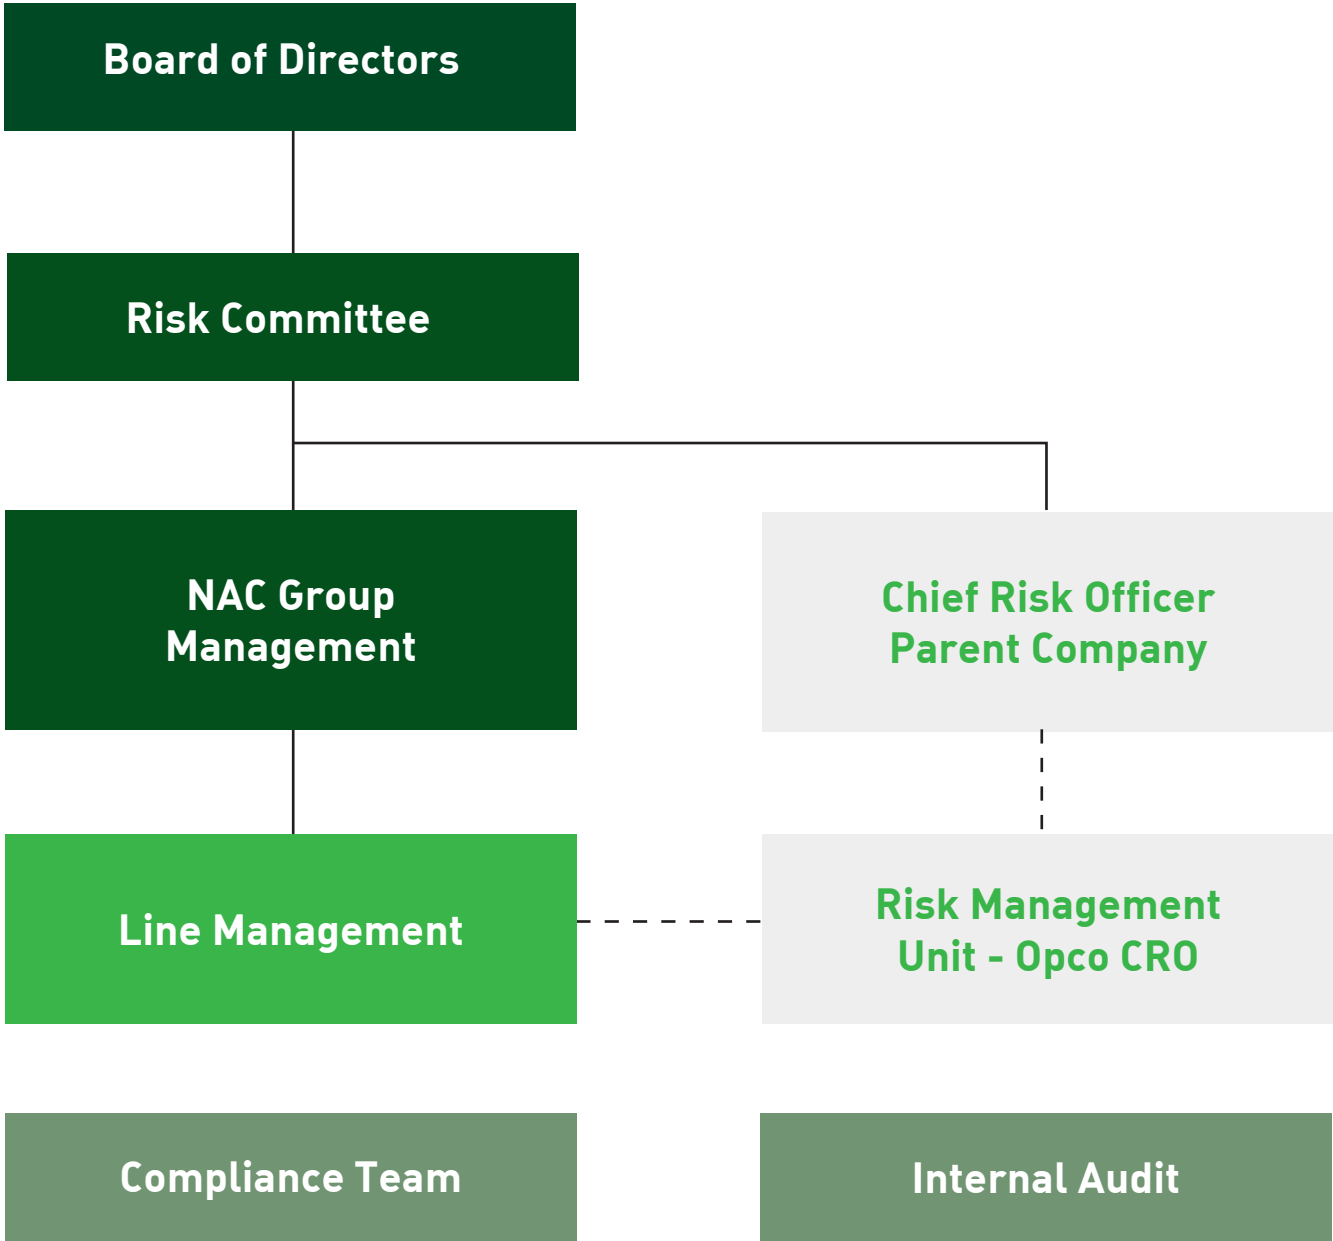 Board of Directors
Risk Committee
NAC Group
Management
Chief Risk Officer
Parent Company
Line Management
Risk Management
Unit - Opco CRO
Compliance Team
Internal Audit